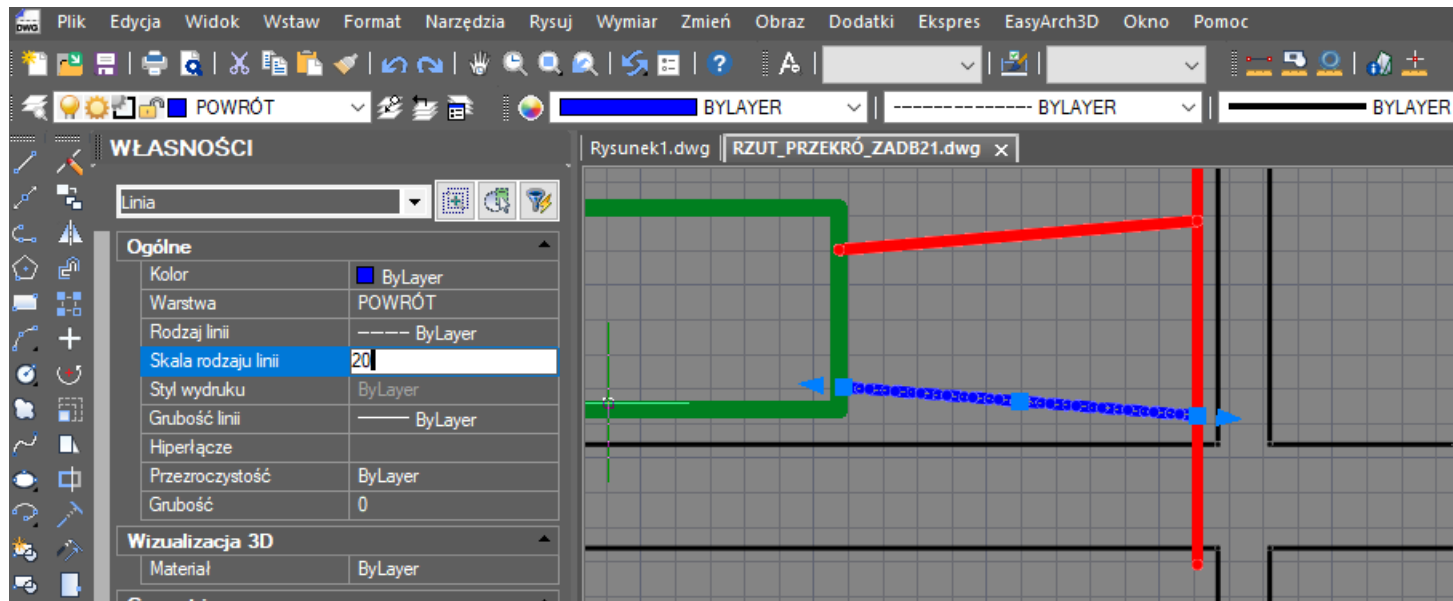 Plik Edycja Widok Wstaw Format Narzędzia Rysuj Wymiar Zmień Obraz Dodatki Ekspres EasyArch3D Okno Pomoc
POWRÓT BYLAYER BYLAYER BYLAYER
WŁASNOŚCI
Rysunek1.dwg RZUT_PRZEKRÓ_ZADB21.dwg
Linia
Ogólne
Kolor ByLayer
Warstwa POWRÓT
Rodzaj linii ByLayer
Skala rodzaju linii 20
Styl wydruku ByLayer
Grubość linii ByLayer
Hiperłącze
Przezroczystość ByLayer
Grubość 0
Wizualizacja 3D
Materiał ByLayer